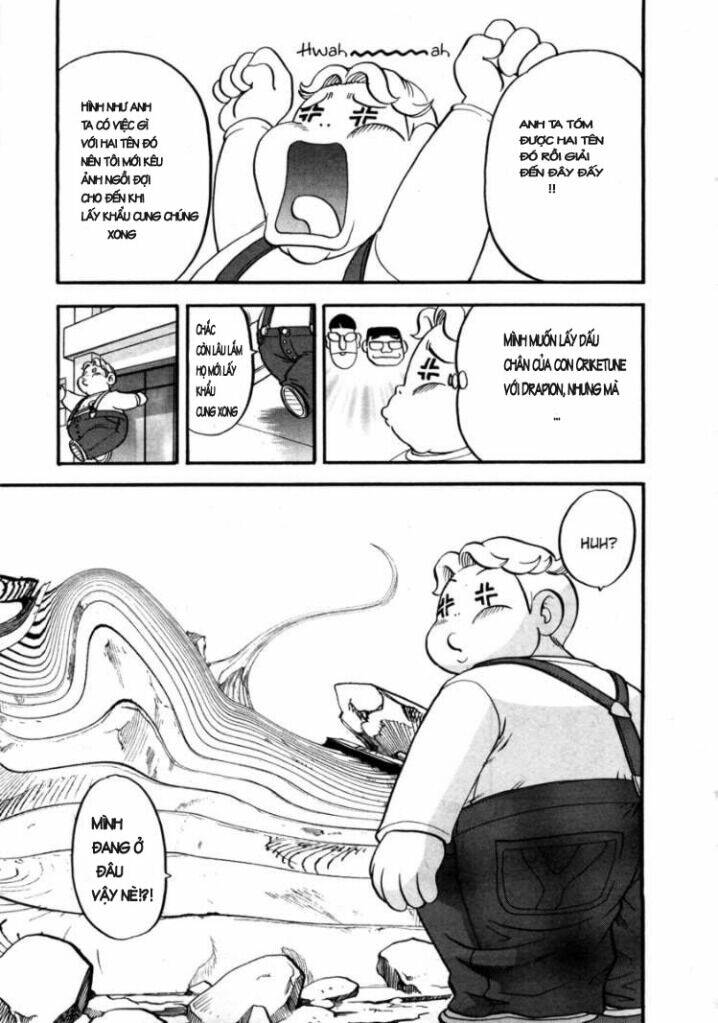 Hwah~~~~ah
ANH TA TÓM
ĐƯỢC HAI TÊN
ĐÓ RỒI GIẢI
ĐẾN ĐÂY ĐẤY
!!
HÌNH NHƯ ANH
TA CÓ VIỆC GÌ
VỚI HAI TÊN ĐÓ
NÊN TÔI MỚI KÊU
ẢNH NGỒI ĐỢI
CHO ĐẾN KHI
LẤY KHẨU CUNG CHÚNG
XONG
MÌNH MUỐN LẤY DẤU
CHÂN CỦA CON CRIKETUNE
VỚI DRAPION, NHƯNG MÀ
...
CHẮC
CÒN LÂU LẮM
HỌ MỚI LẤY
KHẨU
CUNG XONG
HUH?
MÌNH
ĐANG Ở
ĐÂU
VẬY NÈ!?!